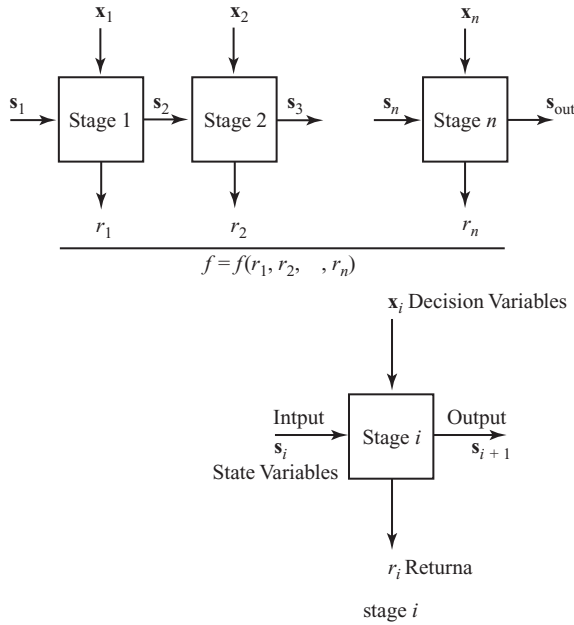 x1 x2 xn
s1 Stage 1 s2 Stage 2 s3 sn Stage n sout
r1 r2 rn
f = f(r1, r2, , rn)
xi Decision Variables
Intput Stage i Output
si si + 1
State Variables
ri Returna
stage i